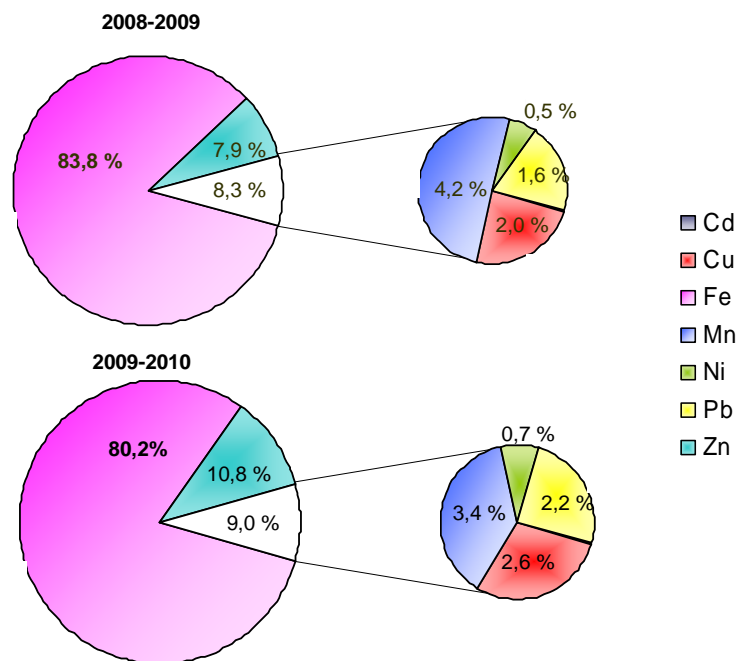 2008-2009
0,5 %
83,8 %
7,9 %
8,3 %
4,2 %
1,6 %
2,0 %
Cd
Cu
Fe
Mn
Ni
Pb
Zn
2009-2010
0,7 %
80,2%
10,8 %
9,0 %
3,4 %
2,2 %
2,6 %